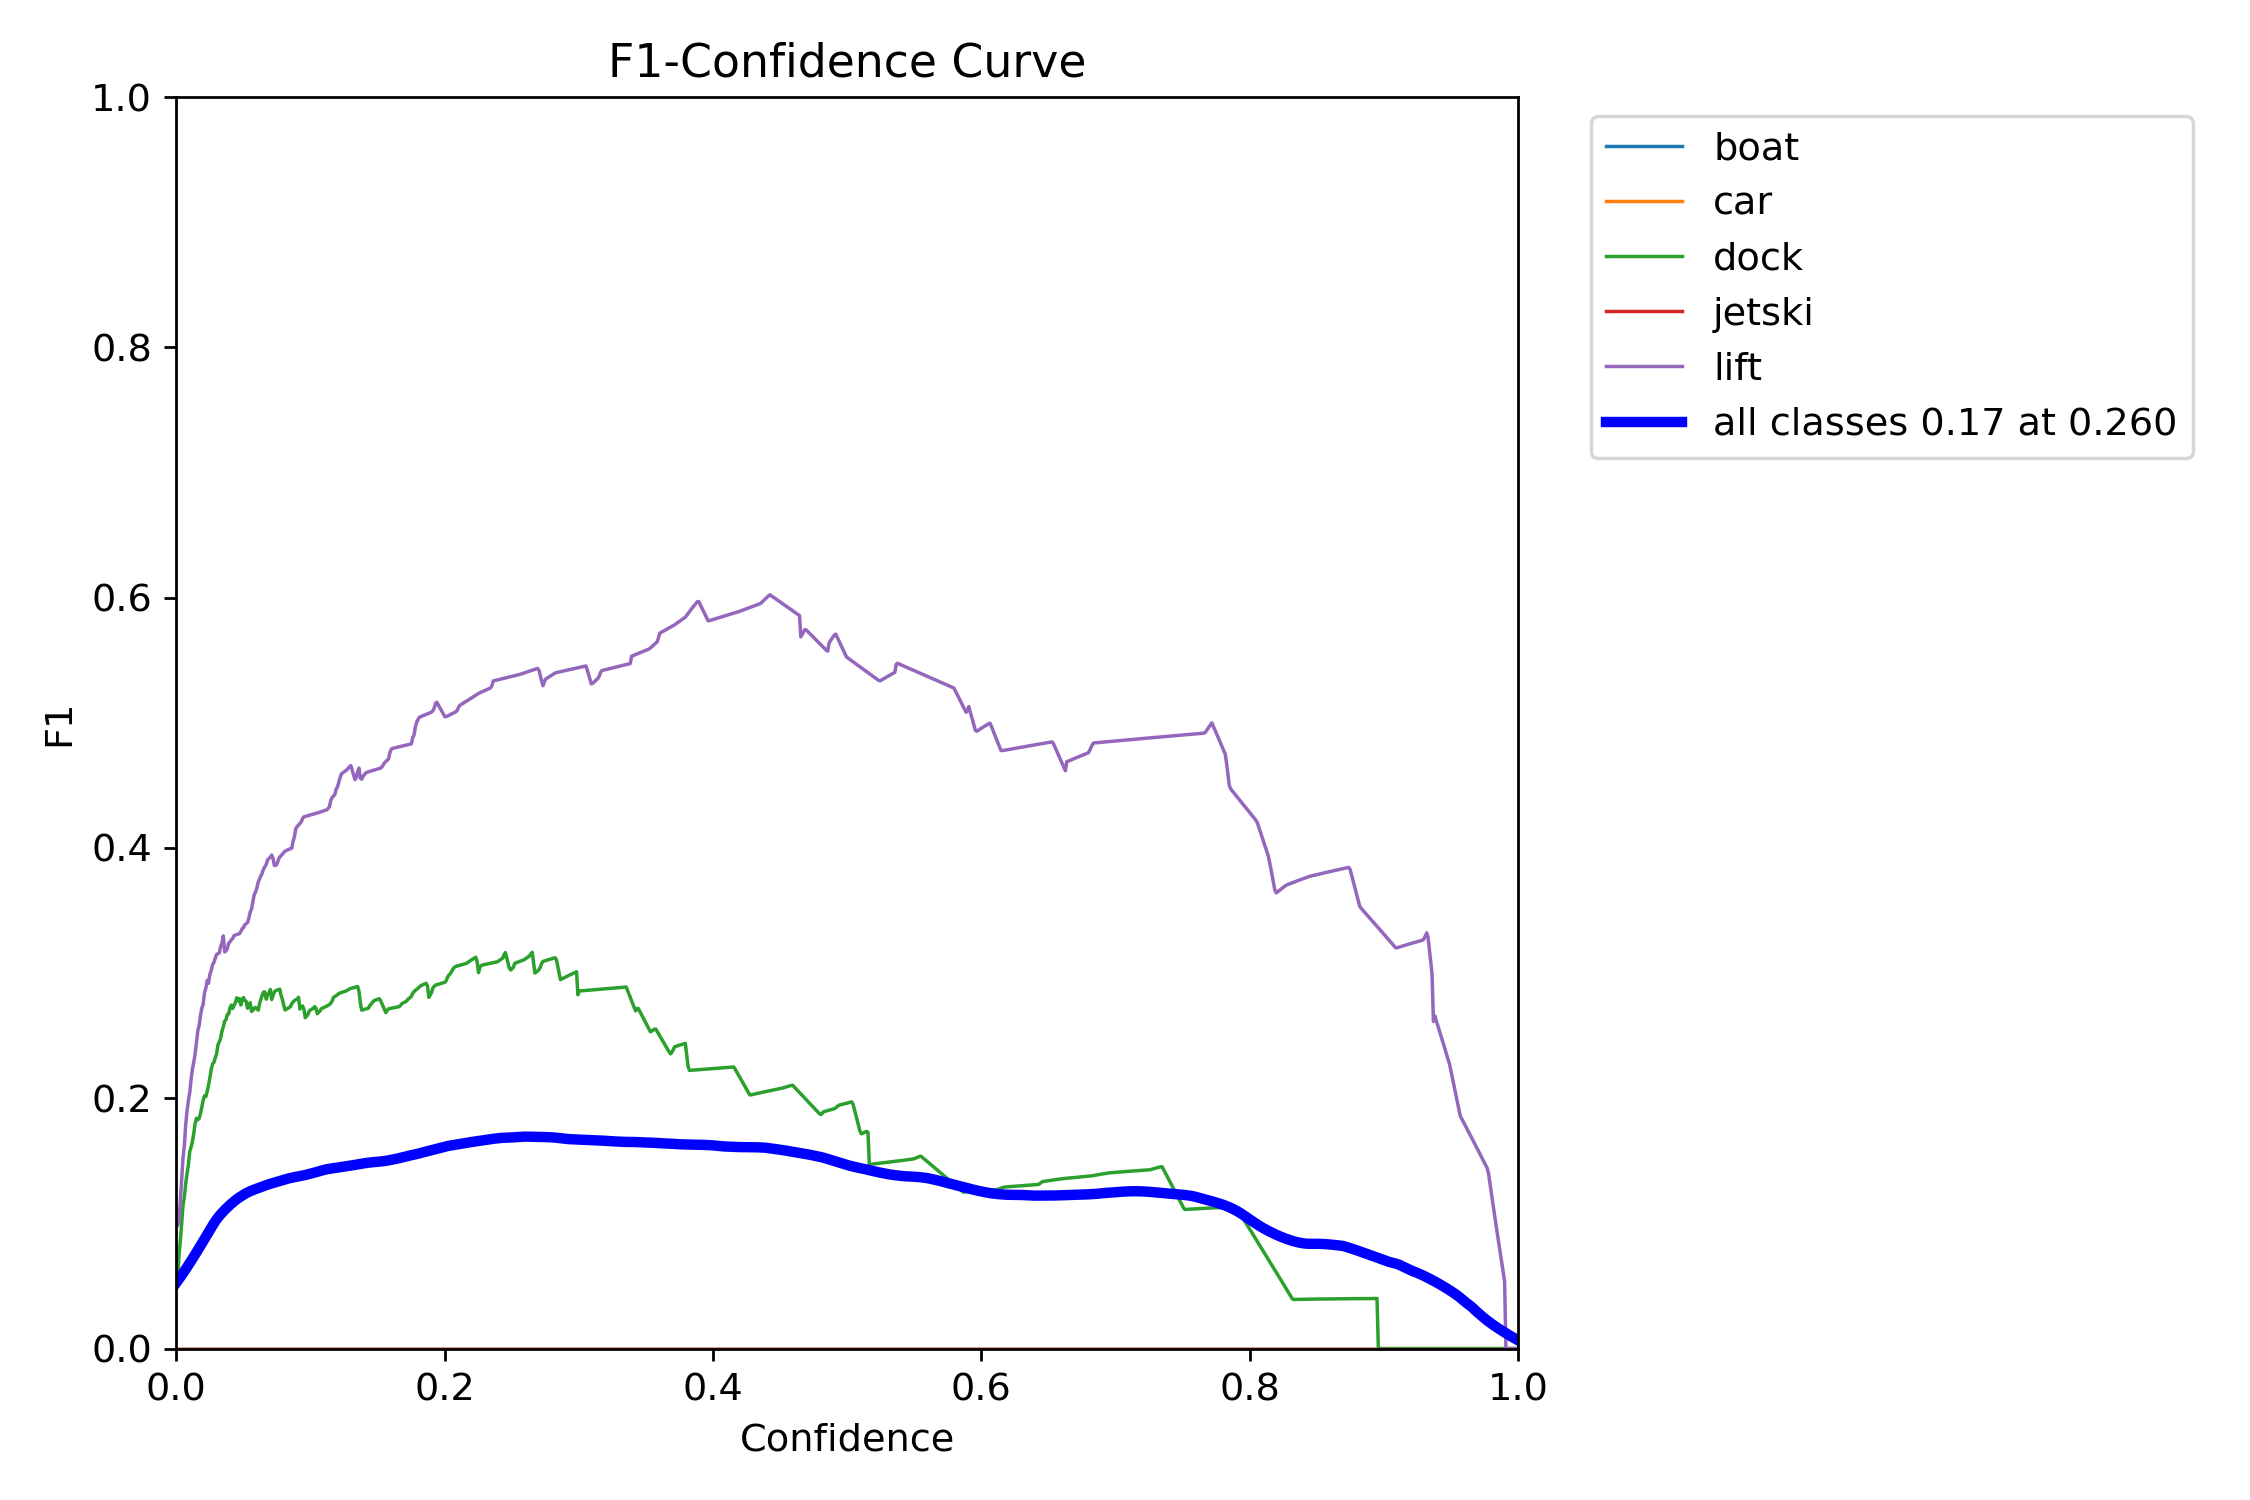 F1-Confidence Curve
1.0
0.8
0.6
0.4
0.2
0.0
F1
0.0 0.2 0.4 0.6 0.8 1.0
Confidence
boat
car
dock
jetski
lift
all classes 0.17 at 0.260